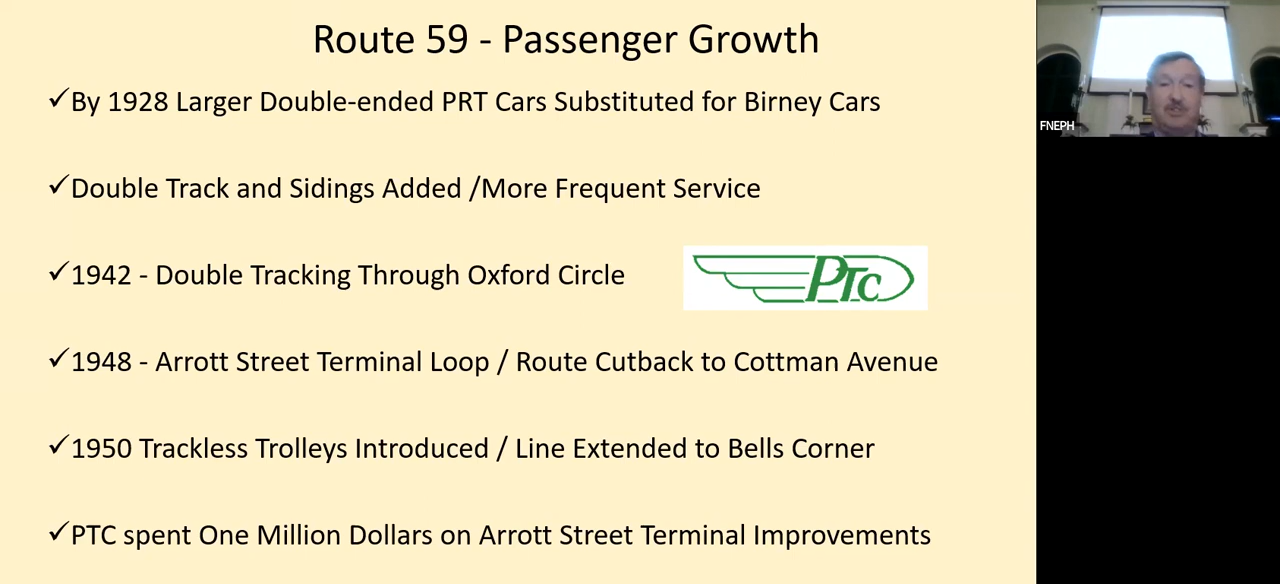 Route 59 - Passenger Growth
✓By 1928 Larger Double-ended PRT Cars Substituted for Birney Cars
FNEPH
✓Double Track and Sidings Added /More Frequent Service
✓1942 - Double Tracking Through Oxford Circle
PTC
✓1948 - Arrott Street Terminal Loop / Route Cutback to Cottman Avenue
✓1950 Trackless Trolleys Introduced / Line Extended to Bells Corner
✓PTC spent One Million Dollars on Arrott Street Terminal Improvements